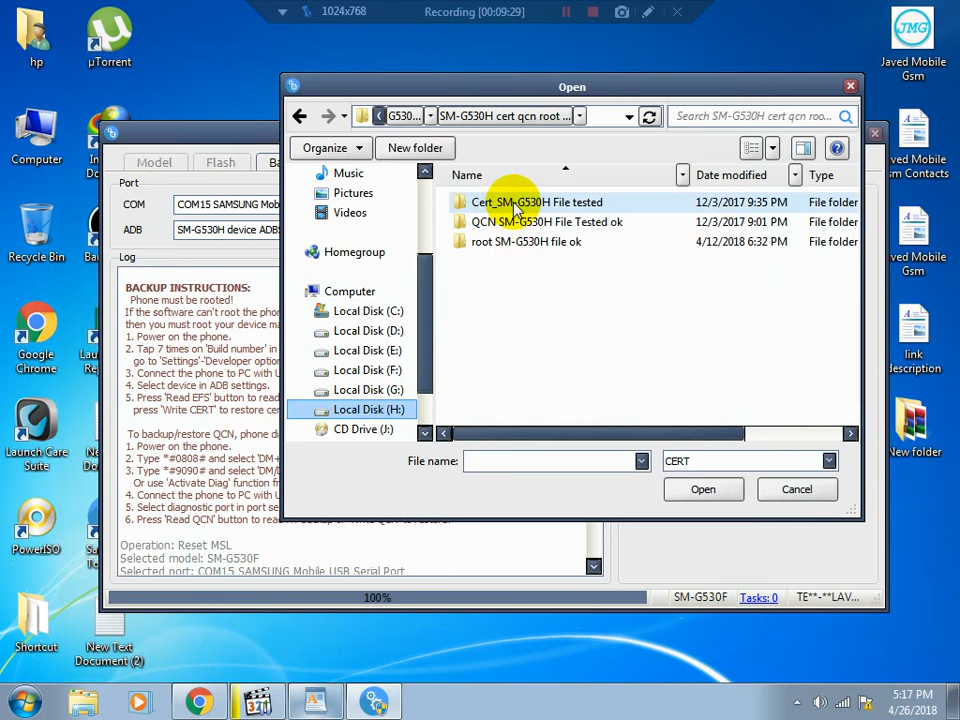 1024x768
Recording [00:09:29]
hp
µTorrent
Computer
Recycle Bin
Google
Chrome
Launch Care
Suite
PowerISO
Shortcut
New Text
Document (2)
Javed Mobile
Gsm
Javed Mobile
Gsm Contacts
Javed Mobile
Gsm
link
description
New folder
JMG
Model
Flash
Port
COM
COM15 SAMSUNG Mobile
ADB
SM-G530H device
Log
BACKUP INSTRUCTIONS:
Phone must be rooted!
If the software can't root the phone
then you must root your device
1. Power on the phone.
2. Tap 7 times on 'Build number' in
go to 'Settings'-'Developer
3. Connect the phone to PC with
4. Select device in ADB settings.
5. Press 'Read EFS' button to read
press 'Write CERT' to restore
To backup/restore QCN, phone
1. Power on the phone.
2. Type *#0808# and select 'DM+
3. Type *#9090# and select
Or use 'Activate Diag' function
4. Connect the phone to PC with
5. Select diagnostic port in port
6. Press 'Read QCN' button to
Operation: Reset MSL
Selected model: SM-G530F
Selected port: COM15 SAMSUNG Mobile USB Serial Port
100%
SM-G530F
Tasks: 0
TE**-**LAV...
Open
G530...
SM-G530H cert qcn root ...
Search SM-G530H cert qcn roo...
Organize
New folder
Music
Pictures
Videos
Homegroup
Computer
Local Disk (C:)
Local Disk (D:)
Local Disk (E:)
Local Disk (F:)
Local Disk (G:)
Local Disk (H:)
CD Drive (J:)
Name
Date modified
Type
Cert_SM-G530H File tested 12/3/2017 9:35 PM File folder
QCN SM-G530H File Tested ok 12/3/2017 9:01 PM File folder
root SM-G530H file ok 4/12/2018 6:32 PM File folder
File name:
CERT
Open
Cancel
5:17 PM
4/26/2018